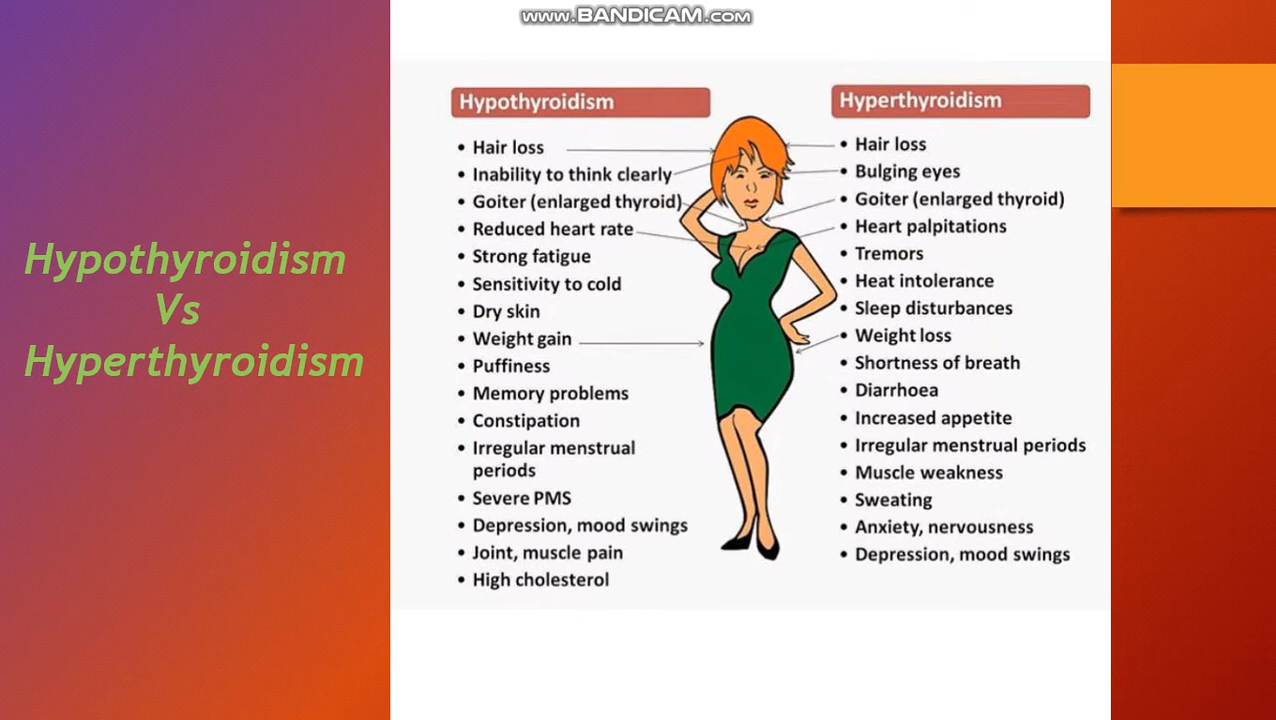 www.BANDICAM.com
Hypothyroidism
Vs
Hyperthyroidism
Hypothyroidism
• Hair loss
• Inability to think clearly
• Goiter (enlarged thyroid)
• Reduced heart rate
• Strong fatigue
• Sensitivity to cold
• Dry skin
• Weight gain
• Puffiness
• Memory problems
• Constipation
• Irregular menstrual
periods
• Severe PMS
• Depression, mood swings
• Joint, muscle pain
• High cholesterol
Hyperthyroidism
• Hair loss
• Bulging eyes
• Goiter (enlarged thyroid)
• Heart palpitations
• Tremors
• Heat intolerance
• Sleep disturbances
• Weight loss
• Shortness of breath
• Diarrhoea
• Increased appetite
• Irregular menstrual periods
• Muscle weakness
• Sweating
• Anxiety, nervousness
• Depression, mood swings